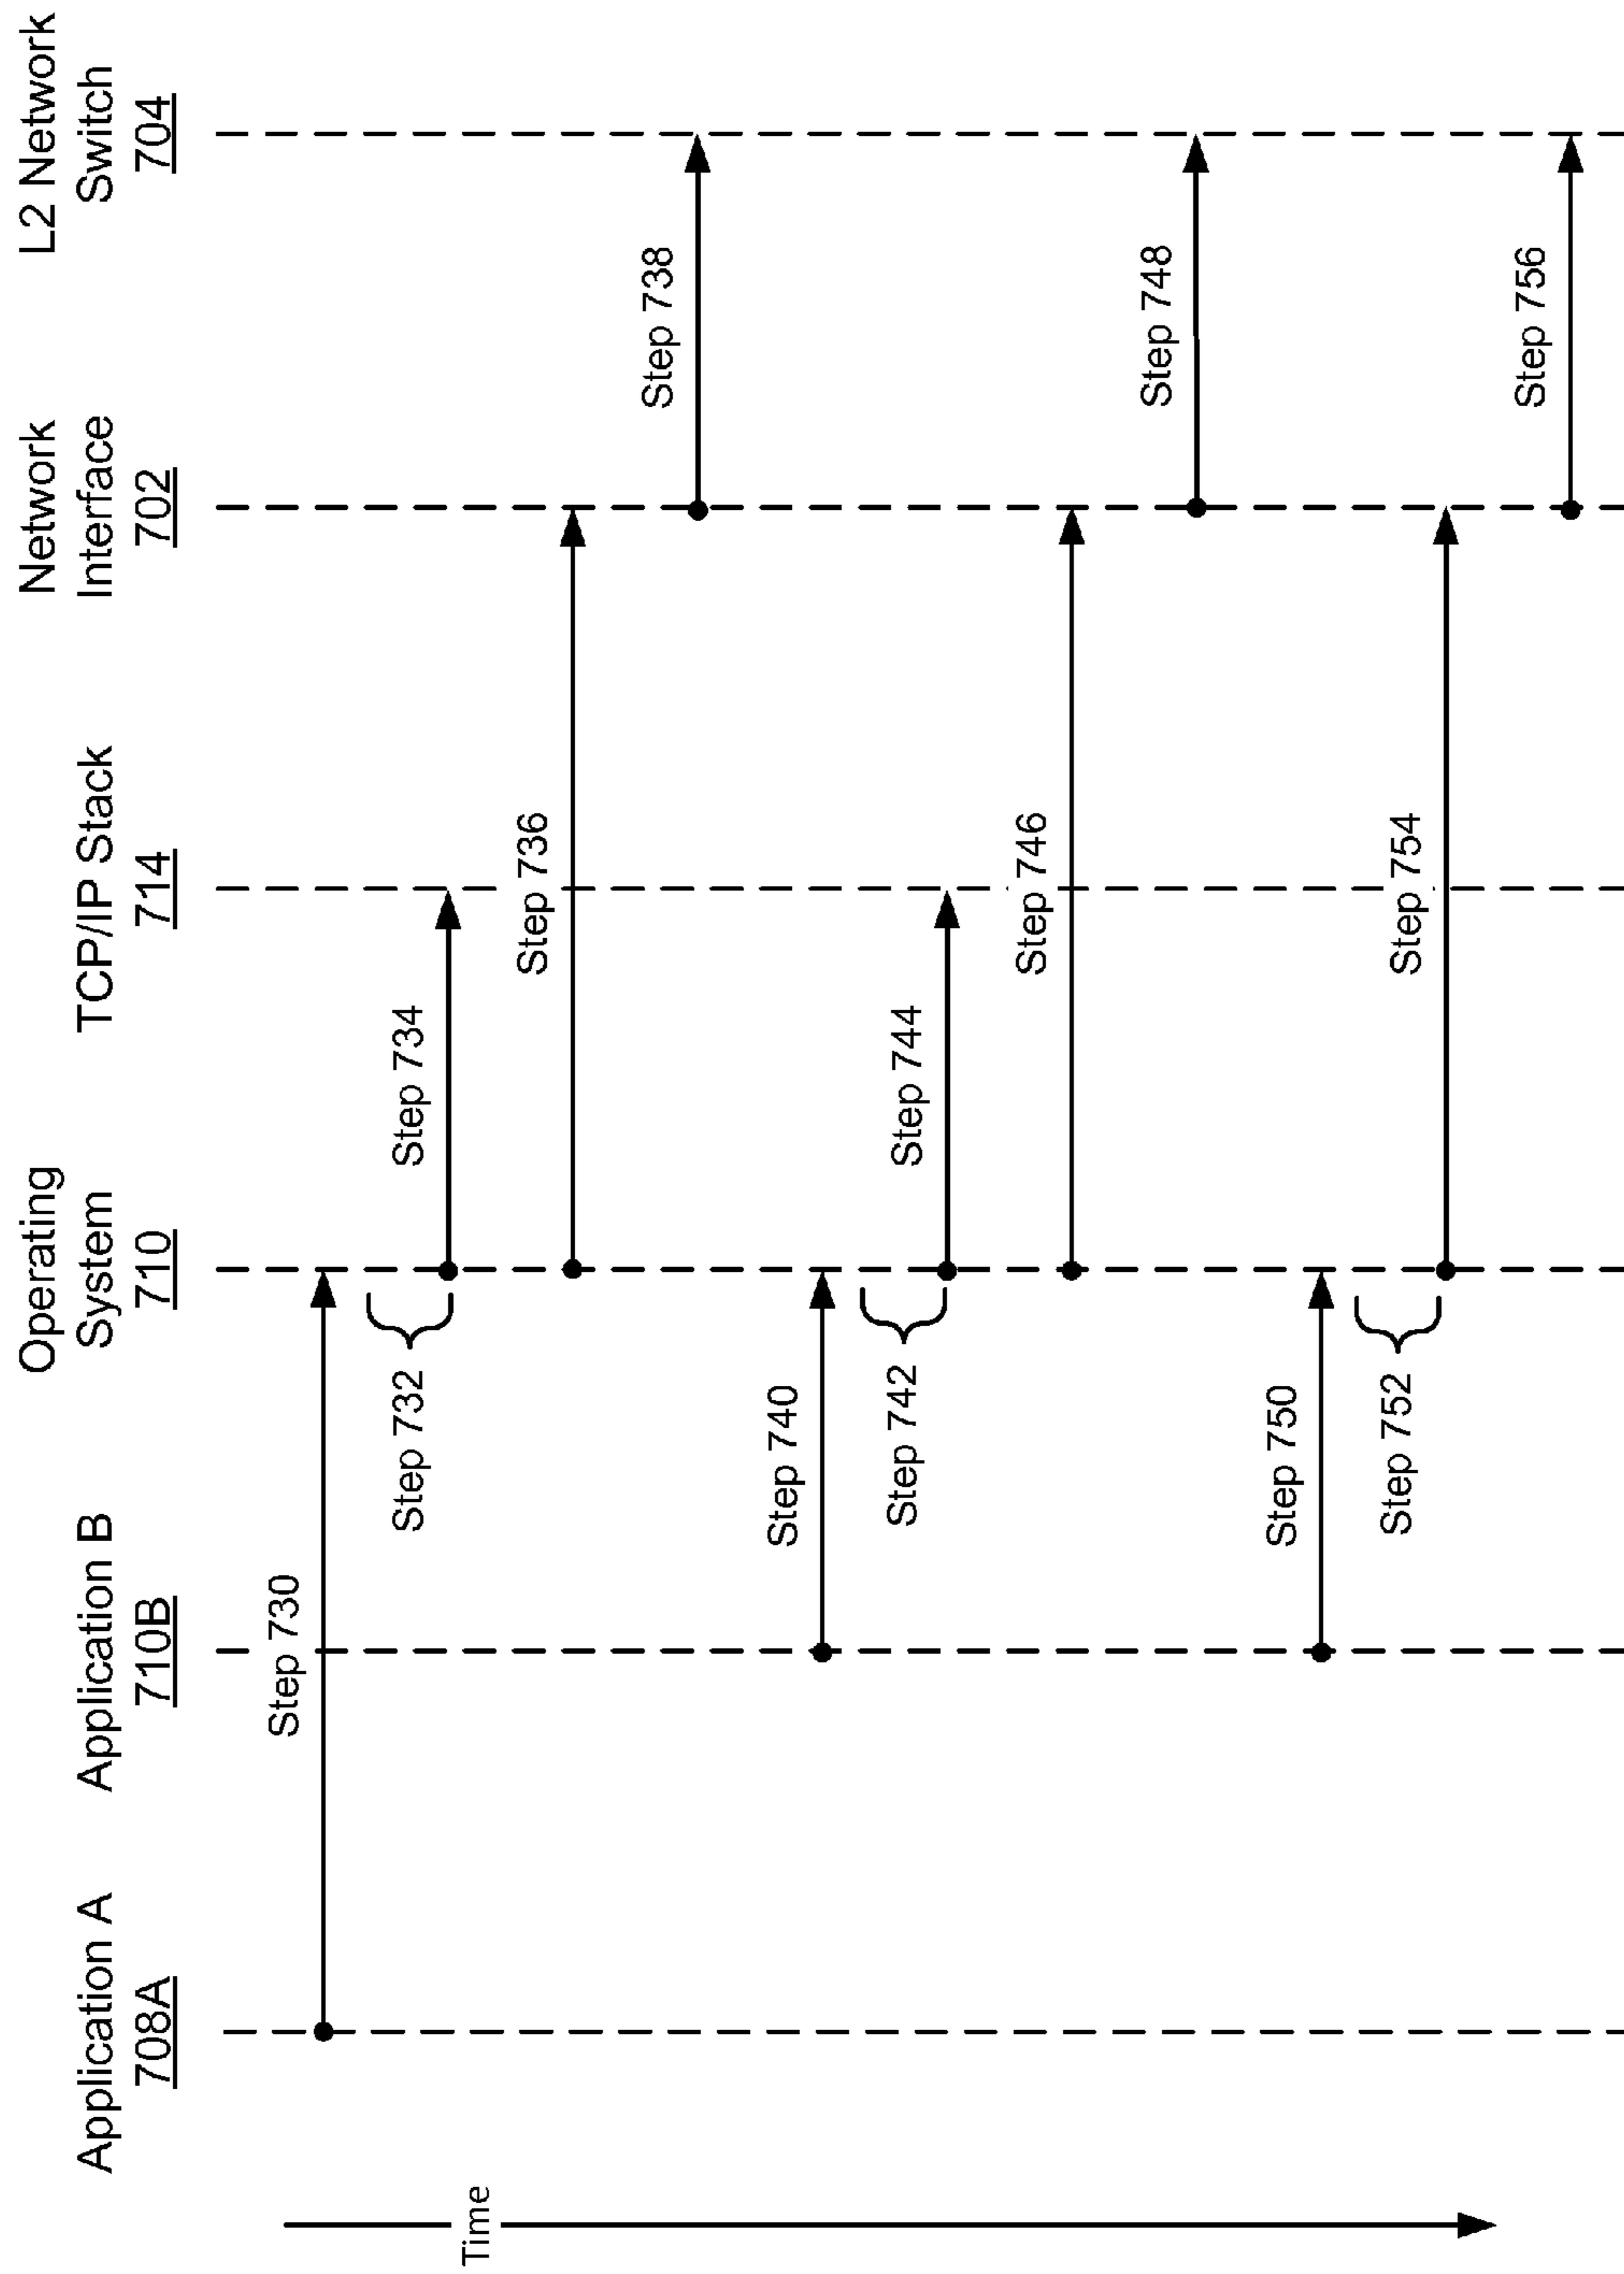 Application A
708A
Application B
710B
Operating
System
710
TCP/IP Stack
714
Network
Interface
702
L2 Network
Switch
704
Time
Step 730
Step 732
Step 734
Step 736
Step 738
Step 740
Step 742
Step 744
Step 746
Step 748
Step 750
Step 752
Step 754
Step 756